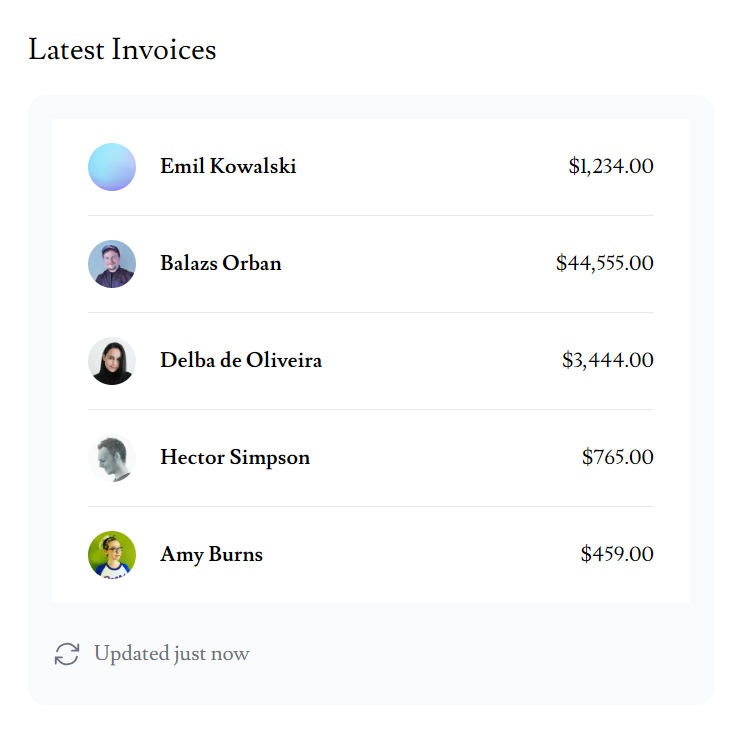 Latest Invoices
Emil Kowalski $1,234.00
Balazs Orban $44,555.00
Delba de Oliveira $3,444.00
Hector Simpson $765.00
Amy Burns $459.00
Updated just now